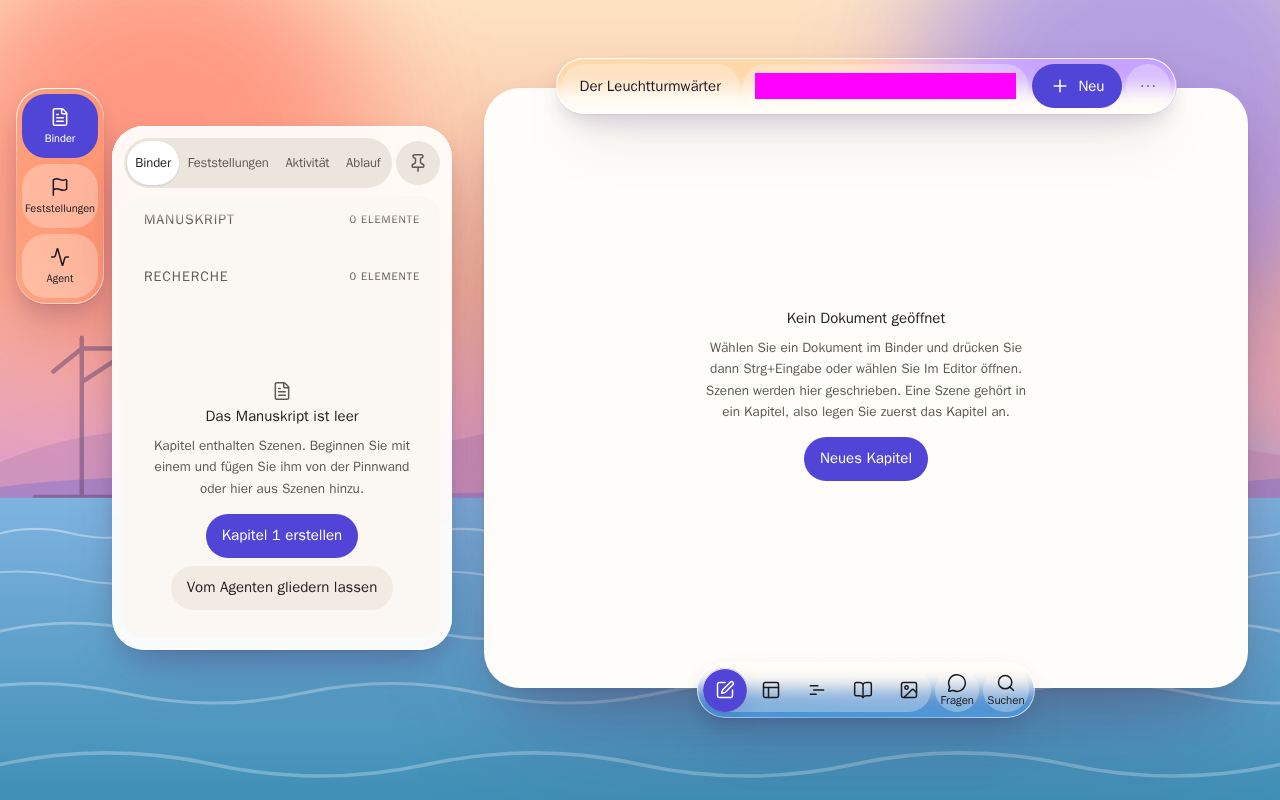 Binder
Feststellungen
Agent
Binder
Feststellungen
Aktivität
Ablauf
MANUSKRIPT
0 ELEMENTE
RECHERCHE
0 ELEMENTE
Das Manuskript ist leer
Kapitel enthalten Szenen. Beginnen Sie mit
einem und fügen Sie ihm von der Pinnwand
oder hier aus Szenen hinzu.
Kapitel 1 erstellen
Vom Agenten gliedern lassen
Der Leuchtturmwärter
Neu
Kein Dokument geöffnet
Wählen Sie ein Dokument im Binder und drücken Sie
dann Strg+Eingabe oder wählen Sie Im Editor öffnen.
Szenen werden hier geschrieben. Eine Szene gehört in
ein Kapitel, also legen Sie zuerst das Kapitel an.
Neues Kapitel
Fragen
Suchen